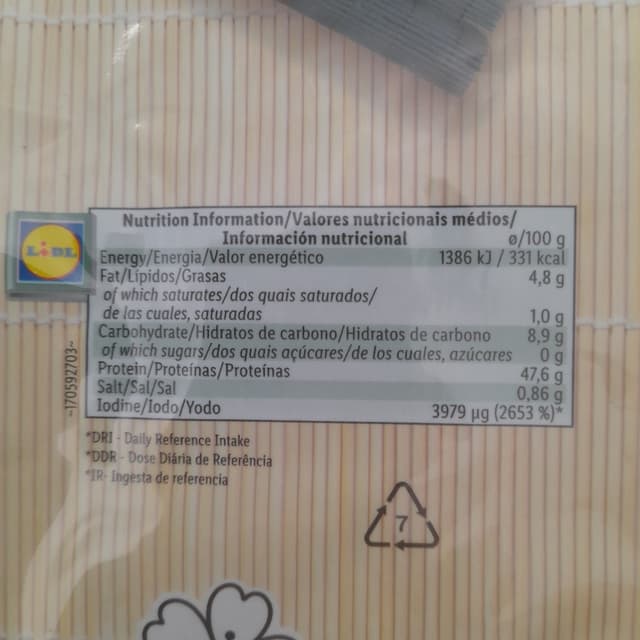 Nutrition Information/Valores nutricionais médios/
Información nutricional ø/100 g
LIDL
Energy/Energia/Valor energético 1386 kJ / 331 kcal
Fat/Lípidos/Grasas 4,8 g
of which saturates/dos quais saturados/
de las cuales, saturadas 1,0 g
Carbohydrate/Hidratos de carbono/Hidratos de carbono 8,9 g
of which sugars/dos quais açúcares/de los cuales, azúcares 0 g
Protein/Proteínas/Proteínas 47,6 g
Salt/Sal/Sal 0,86 g
Iodine/Iodo/Yodo 3979 µg (2653 %)*
~170592703~
*DRI - Daily Reference Intake
*DDR - Dose Diária de Referência
*IR- Ingesta de referencia
7